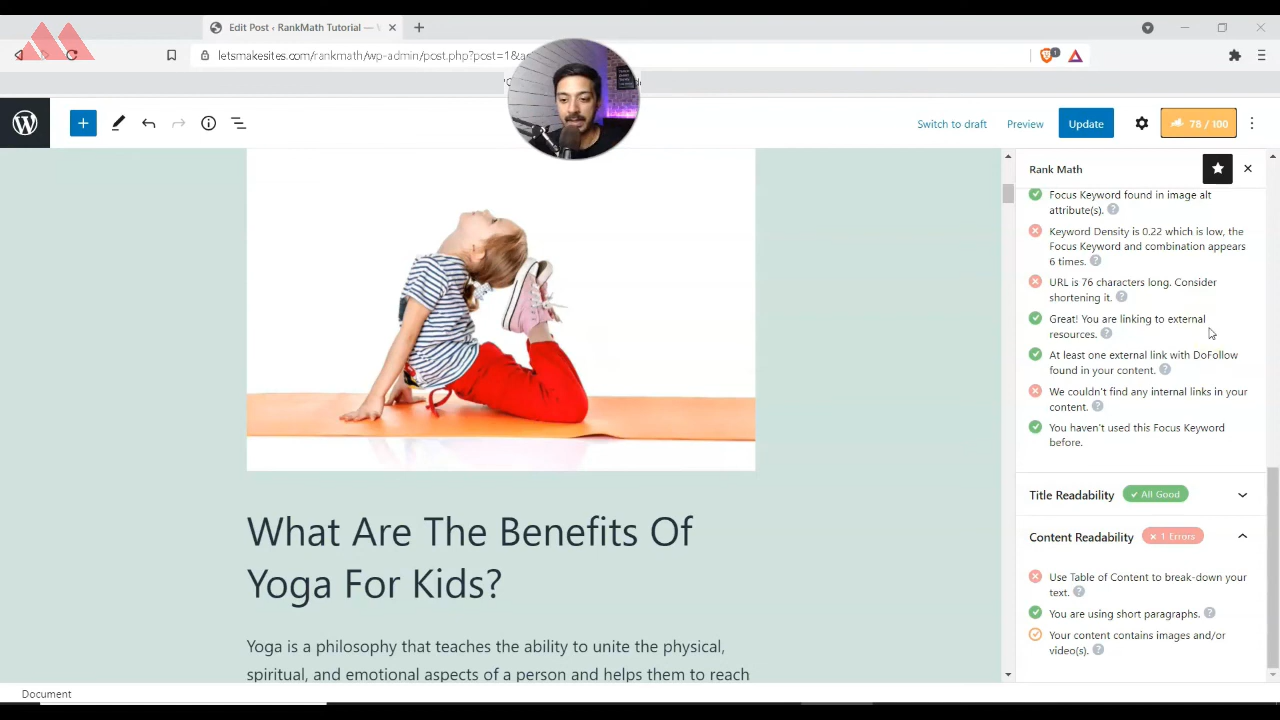 Edit Post ‹ RankMath Tutorial —
letsmakesites.com/rankmath/wp-admin/post.php?post=1&a
Switch to draft
Preview
Update
78 / 100
Rank Math
Focus Keyword found in image alt
attribute(s).
Keyword Density is 0.22 which is low, the
Focus Keyword and combination appears
6 times.
URL is 76 characters long. Consider
shortening it.
Great! You are linking to external
resources.
At least one external link with DoFollow
found in your content.
We couldn't find any internal links in your
content.
You haven't used this Focus Keyword
before.
Title Readability
All Good
Content Readability
× 1 Errors
Use Table of Content to break-down your
text.
You are using short paragraphs.
Your content contains images and/or
video(s).
What Are The Benefits Of
Yoga For Kids?
Yoga is a philosophy that teaches the ability to unite the physical,
spiritual, and emotional aspects of a person and helps them to reach
Document